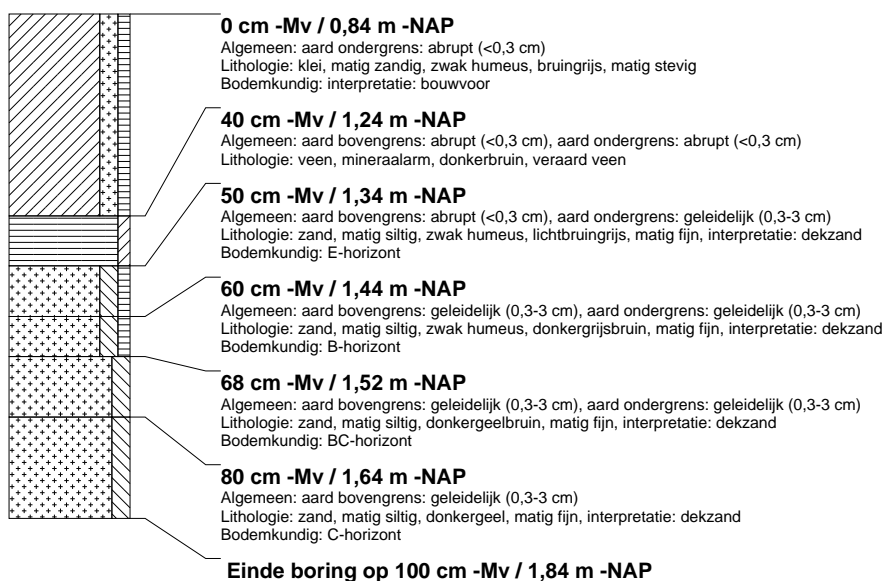 0 cm -Mv / 0,84 m -NAP
Algemeen: aard ondergrens: abrupt (<0,3 cm)
Lithologie: klei, matig zandig, zwak humeus, bruingrijs, matig stevig
Bodemkundig: interpretatie: bouwvoor
40 cm -Mv / 1,24 m -NAP
Algemeen: aard bovengrens: abrupt (<0,3 cm), aard ondergrens: abrupt (<0,3 cm)
Lithologie: veen, mineraalarm, donkerbruin, veraard veen
50 cm -Mv / 1,34 m -NAP
Algemeen: aard bovengrens: abrupt (<0,3 cm), aard ondergrens: geleidelijk (0,3-3 cm)
Lithologie: zand, matig siltig, zwak humeus, lichtbruingrijs, matig fijn, interpretatie: dekzand
Bodemkundig: E-horizont
60 cm -Mv / 1,44 m -NAP
Algemeen: aard bovengrens: geleidelijk (0,3-3 cm), aard ondergrens: geleidelijk (0,3-3 cm)
Lithologie: zand, matig siltig, zwak humeus, donkergrijsbruin, matig fijn, interpretatie: dekzand
Bodemkundig: B-horizont
68 cm -Mv / 1,52 m -NAP
Algemeen: aard bovengrens: geleidelijk (0,3-3 cm), aard ondergrens: geleidelijk (0,3-3 cm)
Lithologie: zand, matig siltig, donkergeelbruin, matig fijn, interpretatie: dekzand
Bodemkundig: BC-horizont
80 cm -Mv / 1,64 m -NAP
Algemeen: aard bovengrens: geleidelijk (0,3-3 cm)
Lithologie: zand, matig siltig, donkergeel, matig fijn, interpretatie: dekzand
Bodemkundig: C-horizont
Einde boring op 100 cm -Mv / 1,84 m -NAP